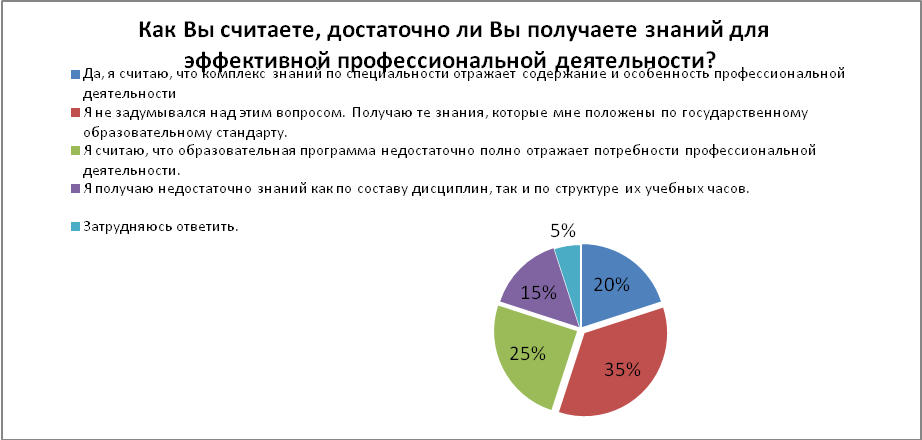 Как Вы считаете, достаточно ли Вы получаете знаний для
эффективной профессиональной деятельности?
Да, я считаю, что комплекс знаний по специальности отражает содержание и особенность профессиональной
деятельности
Я не задумывался над этим вопросом. Получаю те знания, которые мне положены по государственному
образовательному стандарту.
Я считаю, что образовательная программа недостаточно полно отражает потребности профессиональной
деятельности.
Я получаю недостаточно знаний как по составу дисциплин, так и по структуре их учебных часов.
Затрудняюсь ответить.
5%
20%
15%
25%
35%